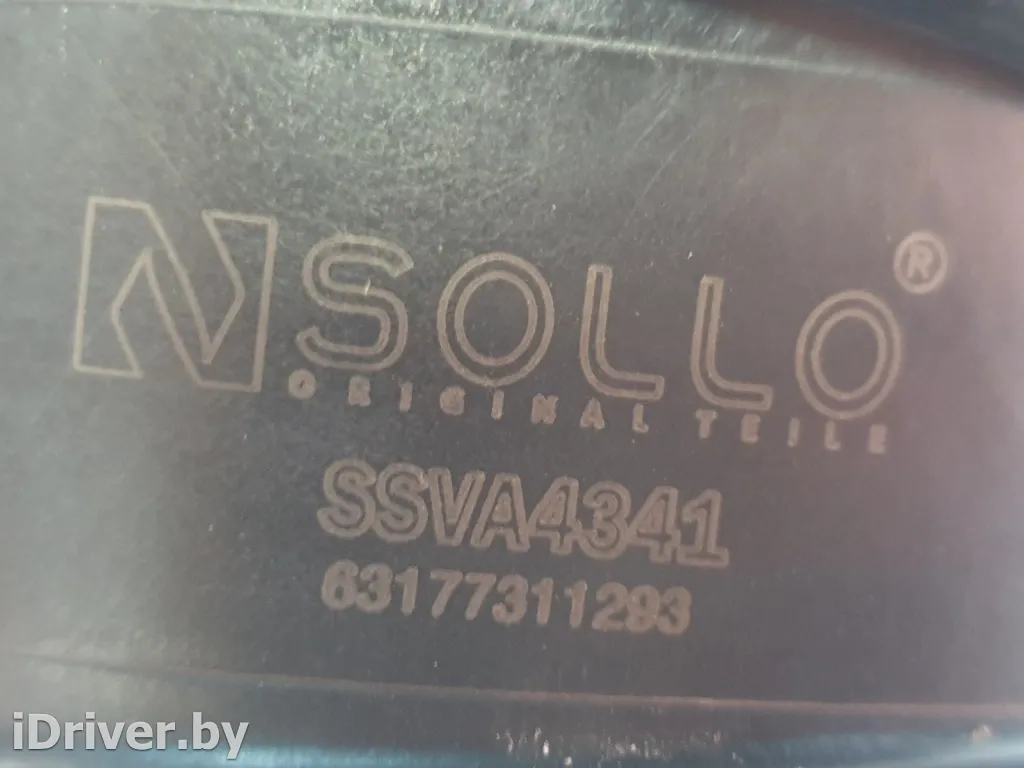 NSOLLO®
ORIGINAL TEILE
SSVA4341
63177311293
iDriver.by